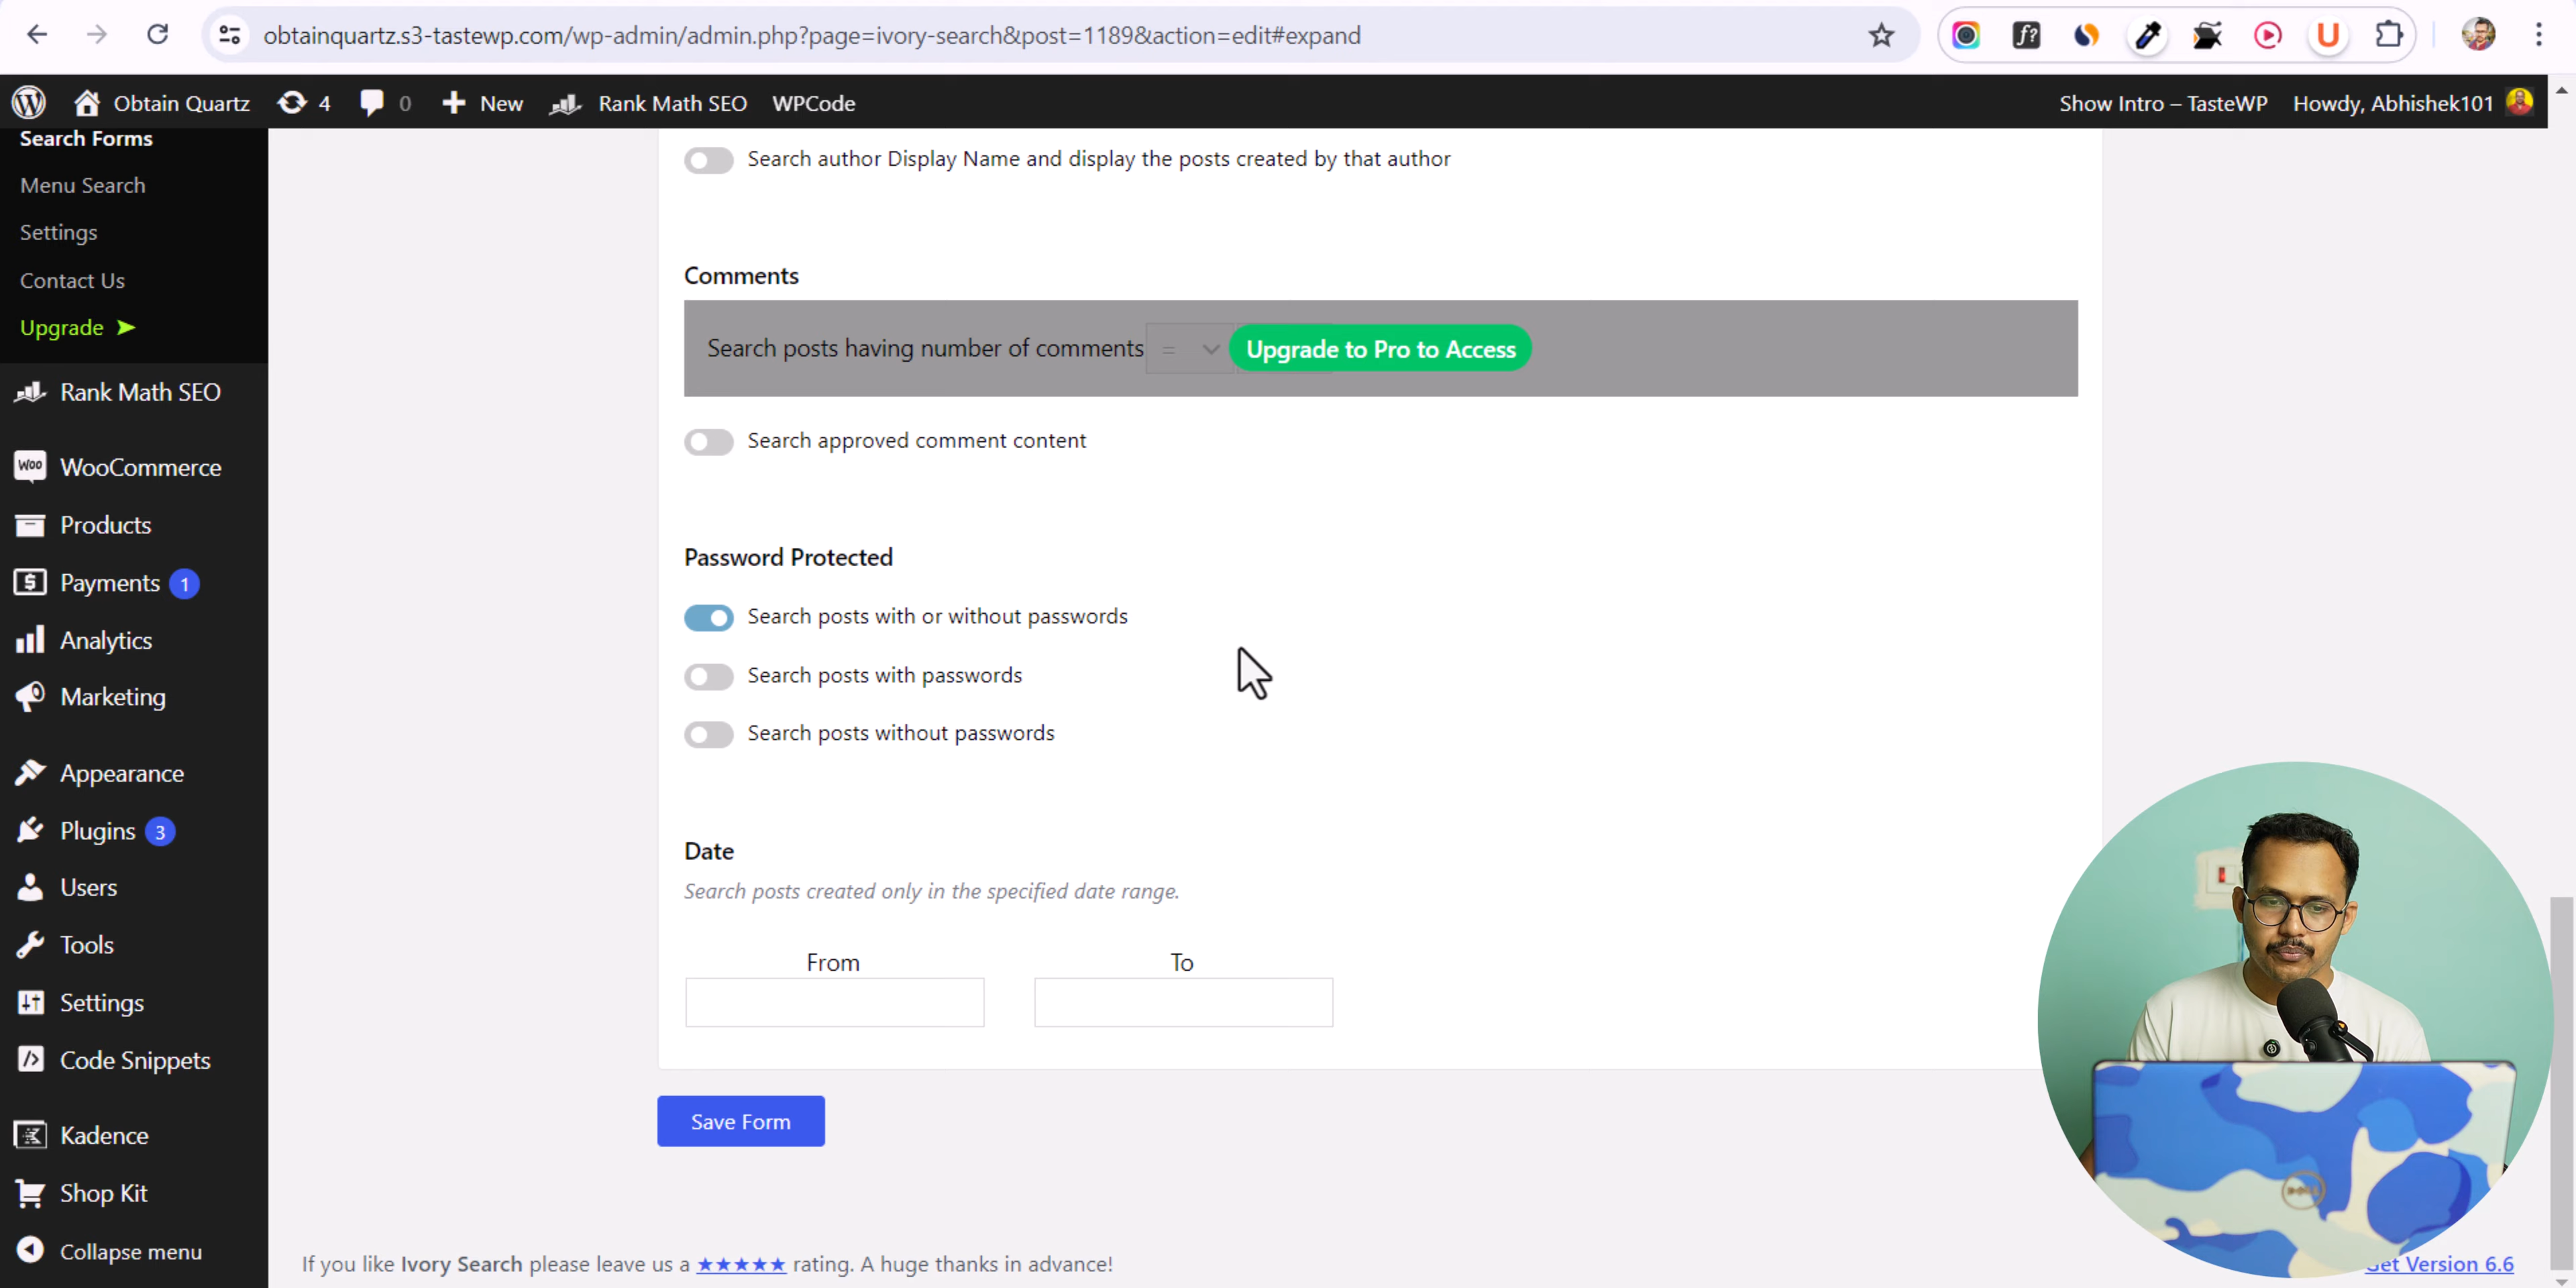 obtainquartz.s3-tastewp.com/wp-admin/admin.php?page=ivory-search&post=1189&action=edit#expand
Obtain Quartz 4 0 New Rank Math SEO WPCode Show Intro – TasteWP Howdy, Abhishek101
Search Forms
Menu Search
Settings
Contact Us
Upgrade
Rank Math SEO
WooCommerce
Products
Payments 1
Analytics
Marketing
Appearance
Plugins 3
Users
Tools
Settings
Code Snippets
Kadence
Shop Kit
Collapse menu
Search author Display Name and display the posts created by that author
Comments
Search posts having number of comments = Upgrade to Pro to Access
Search approved comment content
Password Protected
Search posts with or without passwords
Search posts with passwords
Search posts without passwords
Date
Search posts created only in the specified date range.
From To
Save Form
If you like Ivory Search please leave us a ★★★★★ rating. A huge thanks in advance!
Get Version 6.6